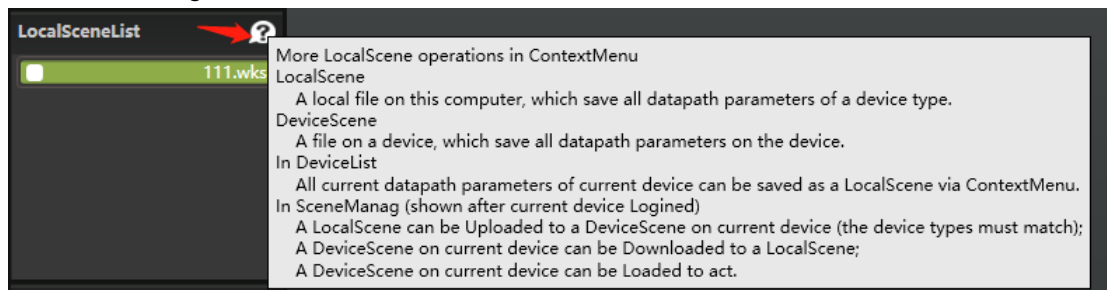 LocalSceneList
111.wks
More LocalScene operations in ContextMenu
LocalScene
A local file on this computer, which save all datapath parameters of a device type.
DeviceScene
A file on a device, which save all datapath parameters on the device.
In DeviceList
All current datapath parameters of current device can be saved as a LocalScene via ContextMenu.
In SceneManag (shown after current device Logined)
A LocalScene can be Uploaded to a DeviceScene on current device (the device types must match);
A DeviceScene on current device can be Downloaded to a LocalScene;
A DeviceScene on current device can be Loaded to act.